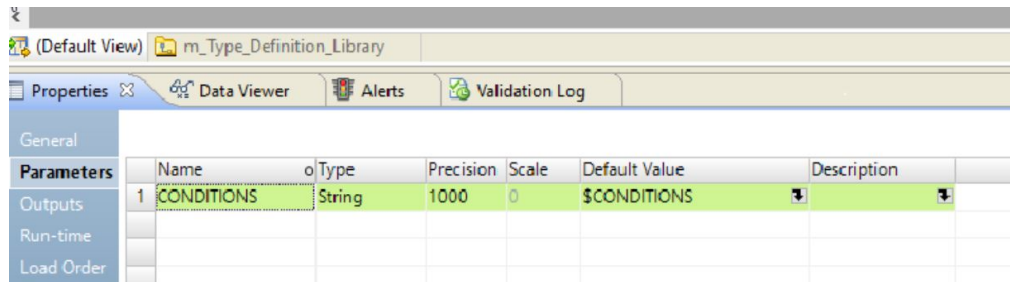 (Default View) m_Type_Definition_Library
Properties Data Viewer Alerts Validation Log
General
Parameters Name Type Precision Scale Default Value Description
1 CONDITIONS String 1000 0 $CONDITIONS
Outputs
Run-time
Load Order